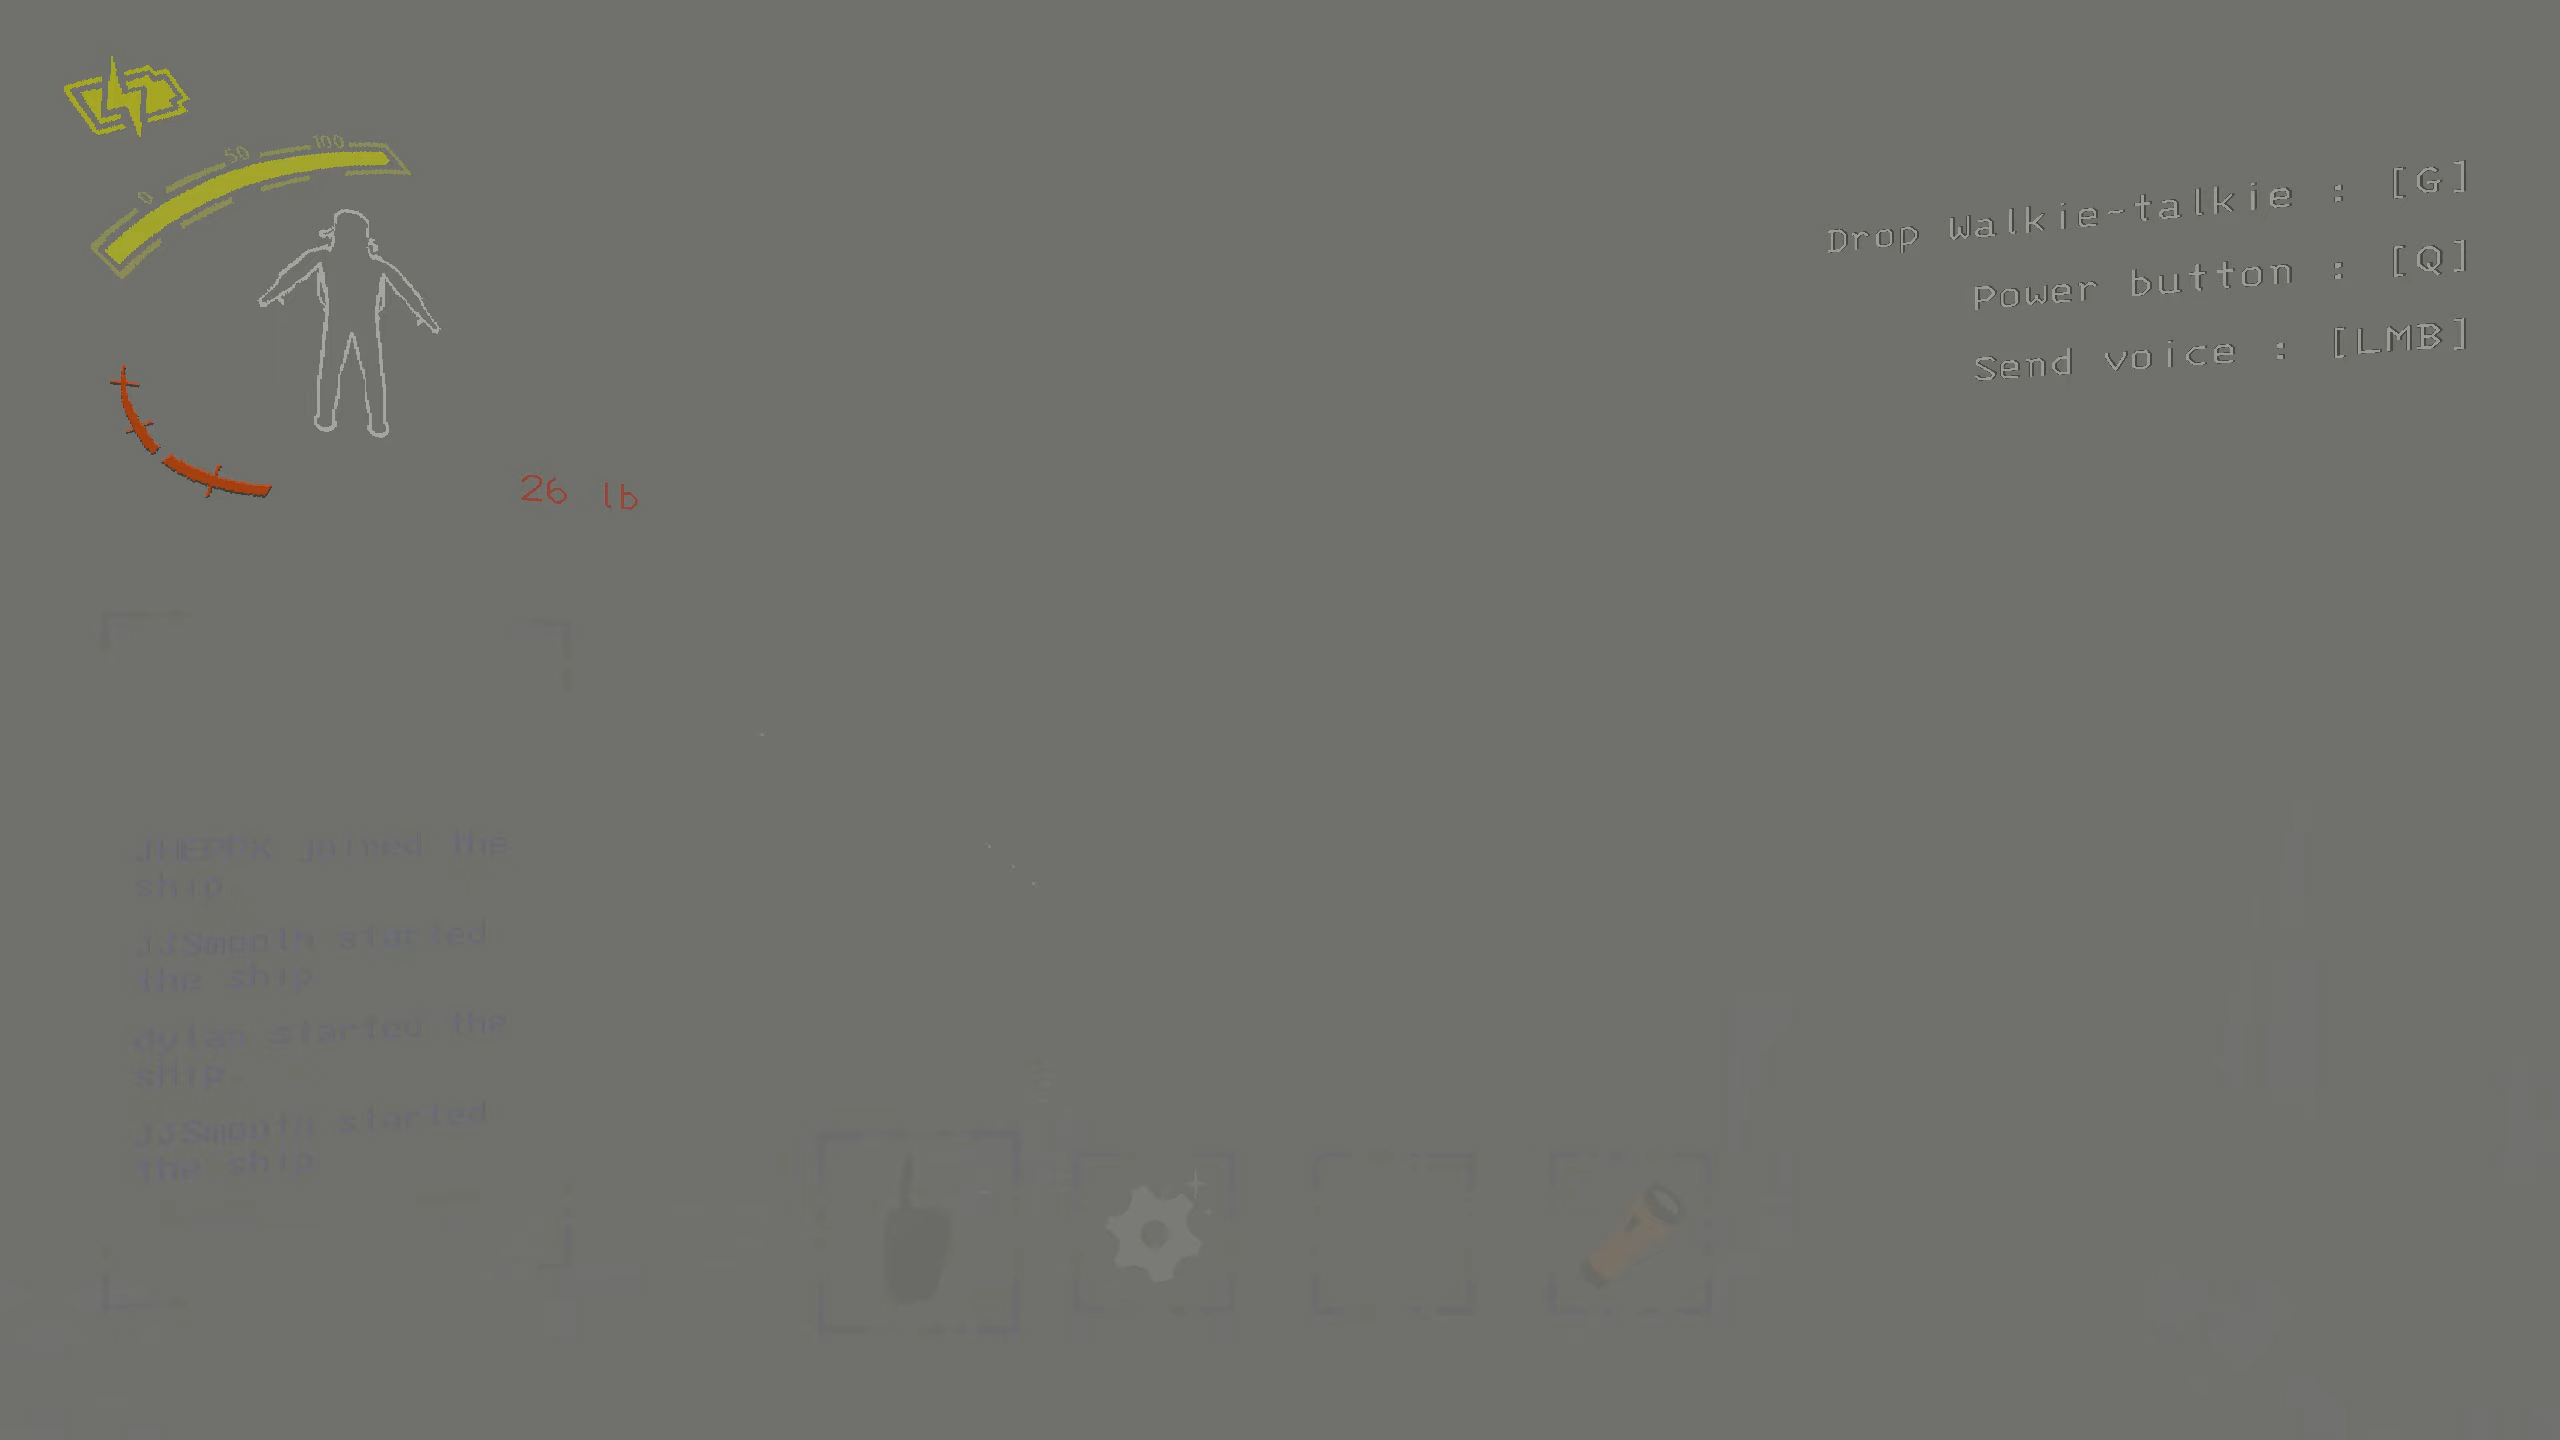 0 50 100
Drop Walkie-talkie : [G]
Power button : [Q]
Send voice : [LMB]
26 lb
joined the
ship.
JJSmooth started
the ship
dylan started the
ship.
JJSmooth started
the ship